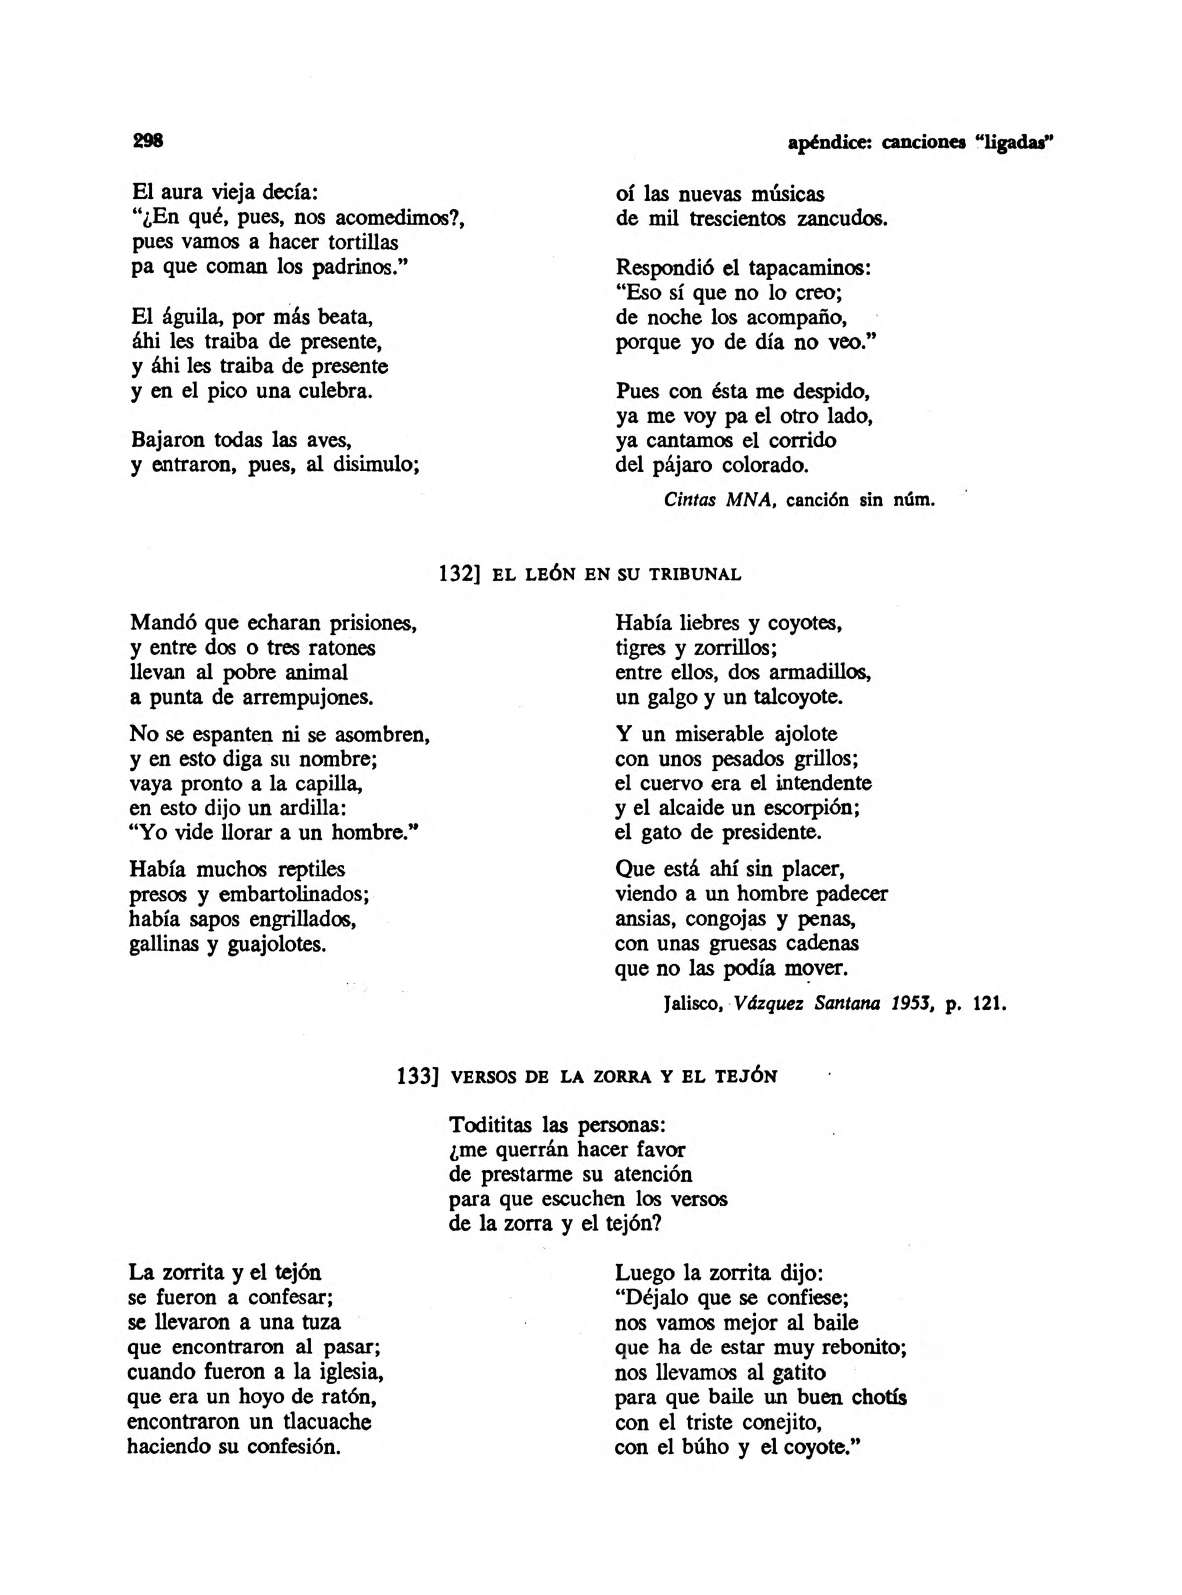 298 apéndice: canciones “ligadas”
El aura vieja decía:
“¿En qué, pues, nos acomedimos?,
pues vamos a hacer tortillas
pa que coman los padrinos.”
El águila, por más beata,
áhi les traiba de presente,
y áhi les traiba de presente
y en el pico una culebra.
Bajaron todas las aves,
y entraron, pues, al disimulo;
oí las nuevas músicas
de mil trescientos zancudos.
Respondió el tapacaminos:
“Eso sí que no lo creo;
de noche los acompaño,
porque yo de día no veo.”
Pues con ésta me despido,
ya me voy pa el otro lado,
ya cantamos el corrido
del pájaro colorado.
Cintas MNA, canción sin núm.
132] EL LEÓN EN SU TRIBUNAL
Mandó que echaran prisiones,
y entre dos o tres ratones
llevan al pobre animal
a punta de arrempujones.
No se espanten ni se asombren,
y en esto diga su nombre;
vaya pronto a la capilla,
en esto dijo un ardilla:
“Yo vide llorar a un hombre.”
Había muchos reptiles
presos y embartolinados;
había sapos engrillados,
gallinas y guajolotes.
Había liebres y coyotes,
tigres y zorrillos;
entre ellos, dos armadillos,
un galgo y un talcoyote.
Y un miserable ajolote
con unos pesados grillos;
el cuervo era el intendente
y el alcaide un escorpión;
el gato de presidente.
Que está ahí sin placer,
viendo a un hombre padecer
ansias, congojas y penas,
con unas gruesas cadenas
que no las podía mover.
Jalisco, Vázquez Santana 1953, p. 121.
133] VERSOS DE LA ZORRA Y EL TEJÓN
Todititas las personas:
¿me querrán hacer favor
de prestarme su atención
para que escuchen los versos
de la zorra y el tejón?
La zorrita y el tejón
se fueron a confesar;
se llevaron a una tuza
que encontraron al pasar;
cuando fueron a la iglesia,
que era un hoyo de ratón,
encontraron un tlacuache
haciendo su confesión.
Luego la zorrita dijo:
“Déjalo que se confiese;
nos vamos mejor al baile
que ha de estar muy rebonito;
nos llevamos al gatito
para que baile un buen chotís
con el triste conejito,
con el búho y el coyote.”